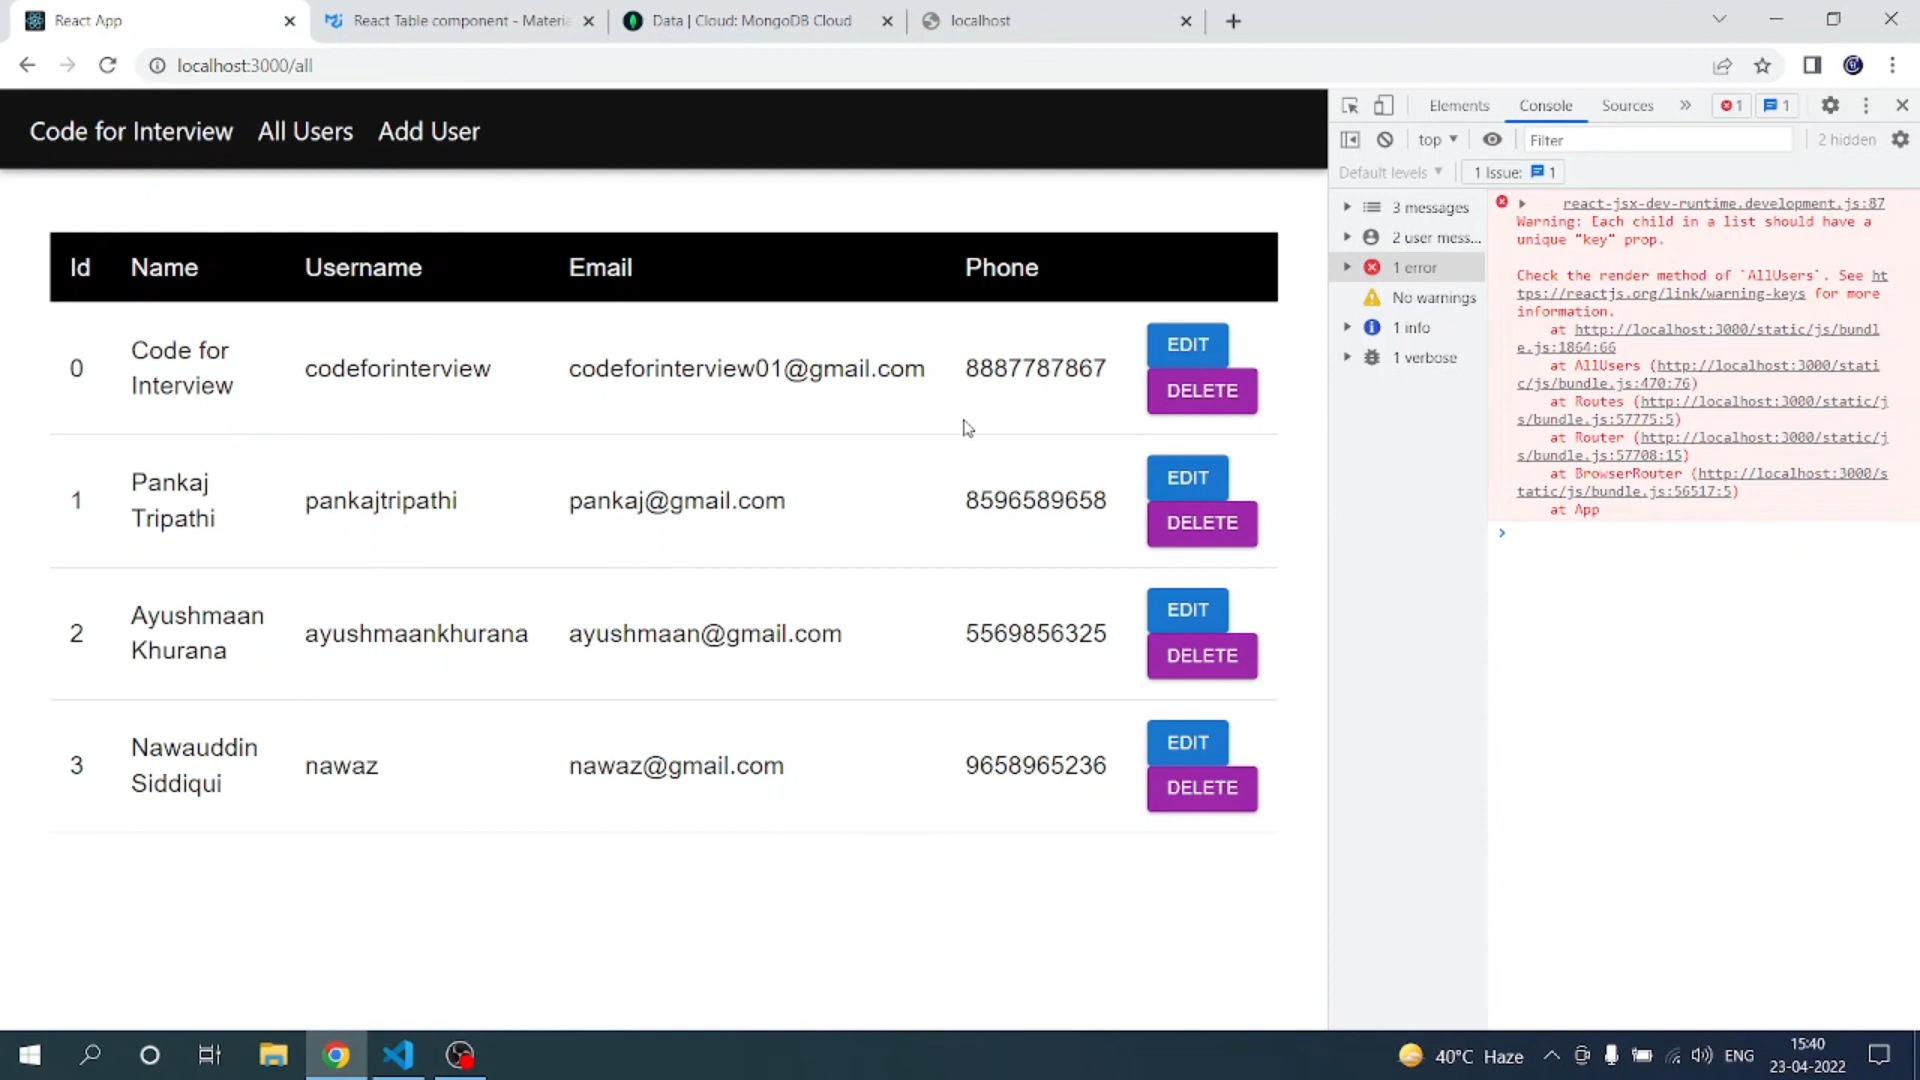 React App
React Table component - Materia
Data | Cloud: MongoDB Cloud
localhost
localhost:3000/all
Code for Interview All Users Add User
Id Name Username Email Phone
0 Code for Interview codeforinterview codeforinterview01@gmail.com 8887787867 EDIT DELETE
1 Pankaj Tripathi pankajtripathi pankaj@gmail.com 8596589658 EDIT DELETE
2 Ayushmaan Khurana ayushmaankhurana ayushmaan@gmail.com 5569856325 EDIT DELETE
3 Nawauddin Siddiqui nawaz nawaz@gmail.com 9658965236 EDIT DELETE
Elements Console Sources 1 1
top Filter 2 hidden
Default levels 1 Issue: 1
3 messages
2 user mess...
1 error
No warnings
1 info
1 verbose
react-jsx-dev-runtime.development.js:87
Warning: Each child in a list should have a
unique "key" prop.
Check the render method of `AllUsers`. See ht
tps://reactjs.org/link/warning-keys for more
information.
at http://localhost:3000/static/js/bundl
e.js:1864:66
at AllUsers (http://localhost:3000/stati
c/js/bundle.js:470:76)
at Routes (http://localhost:3000/static/j
s/bundle.js:57775:5)
at Router (http://localhost:3000/static/j
s/bundle.js:57708:15)
at BrowserRouter (http://localhost:3000/s
tatic/js/bundle.js:56517:5)
at App
40°C Haze
ENG
15:40
23-04-2022